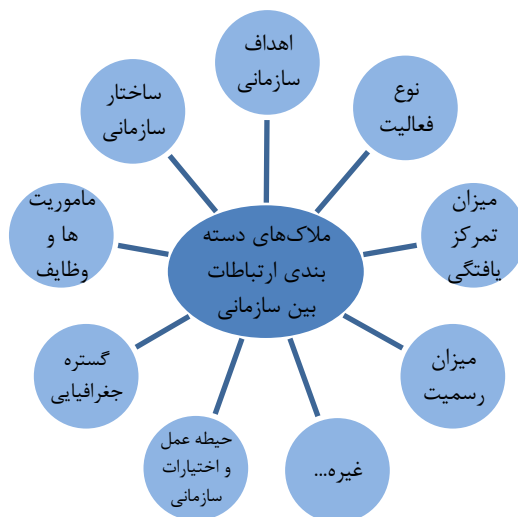 اهداف
سازمانی
نوع
فعالیت
میزان
تمرکز
یافتگی
میزان
رسمیت
غیره...
حیطه عمل
و اختیارات
سازمانی
گستره
جغرافیایی
ماموریت
ها و
وظایف
ساختار
سازمانی
ملاک‌های دسته
بندی ارتباطات
بین سازمانی